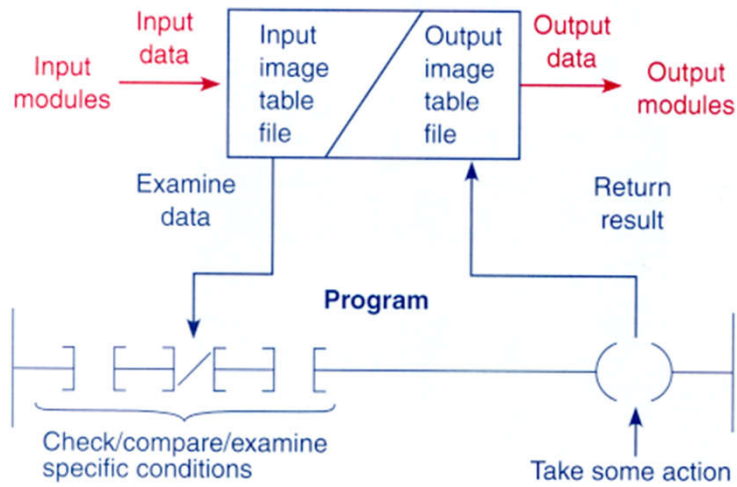 Input
data
Input
modules
Input
image
table
file
Output
image
table
file
Output
data
Output
modules
Examine
data
Return
result
Program
Check/compare/examine
specific conditions
Take some action